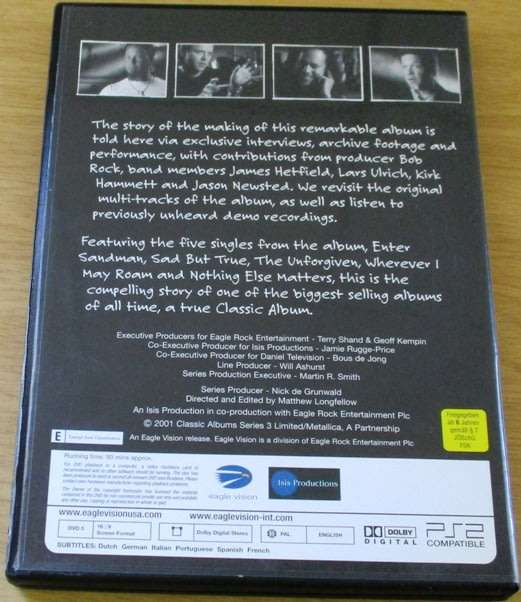 The story of the making of this remarkable album is
told here via exclusive interviews, archive footage and
performance, with contributions from producer Bob
Rock, band members James Hetfield, Lars Ulrich, Kirk
Hammett and Jason Newsted. We revisit the original
multi-tracks of the album, as well as listen to
previously unheard demo recordings.
Featuring the five singles from the album, Enter
Sandman, Sad But True, The Unforgiven, Wherever I
May Roam and Nothing Else Matters, this is the
compelling story of one of the biggest selling albums
of all time, a true Classic Album.
Executive Producers for Eagle Rock Entertainment - Terry Shand & Geoff Kempin
Co-Executive Producer for Isis Productions - Jamie Rugge-Price
Co-Executive Producer for Daniel Television - Bous de Jong
Line Producer - Will Ashurst
Series Production Executive - Martin R. Smith
Series Producer - Nick de Grunwald
Directed and Edited by Matthew Longfellow
An Isis Production in co-production with Eagle Rock Entertainment Plc
© 2001 Classic Albums Series 3 Limited/Metallica, A Partnership
E
An Eagle Vision release. Eagle Vision is a division of Eagle Rock Entertainment Plc
Freigegeben
ab 6 Jahren
gemäß § 7
JÖSchG
FSK
Running time: 90 mins approx.
eagle vision
Isis Productions
www.eaglevisionusa.com
www.eaglevision-int.com
DVD 5
16:9
Screen Format
Dolby Digital Stereo
PAL
ENGLISH
DOLBY
DIGITAL
PS2
COMPATIBLE
SUBTITLES: Dutch German Italian Portuguese Spanish French